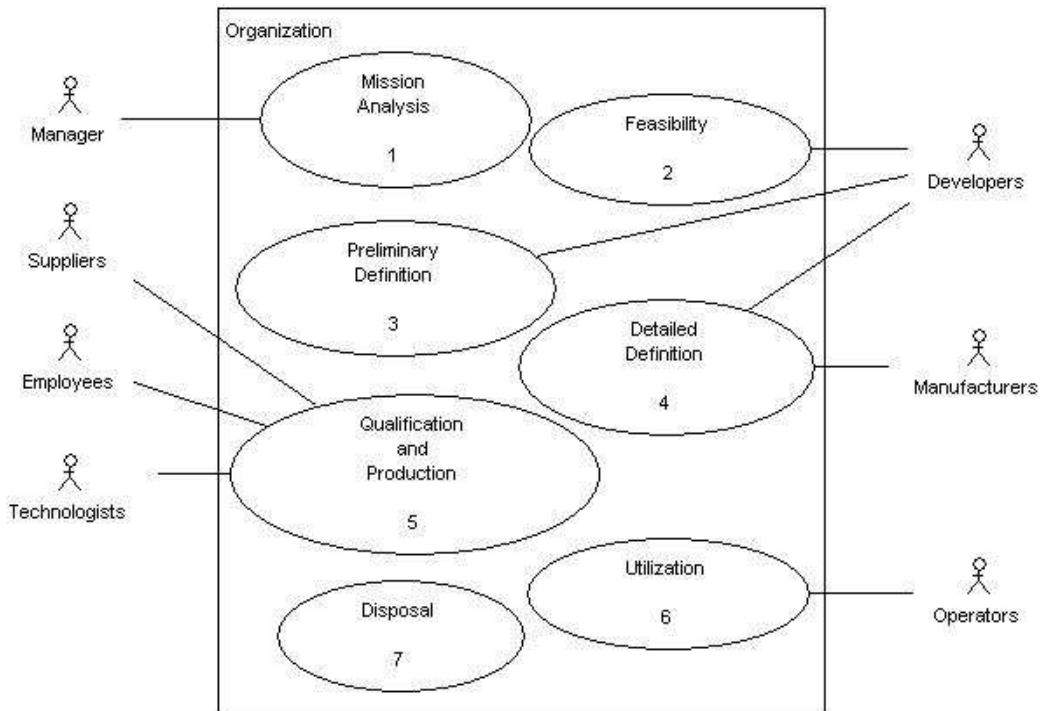 Organization
Mission
Analysis
1
Manager
Feasibility
2
Developers
Suppliers
Preliminary
Definition
3
Employees
Detailed
Definition
4
Manufacturers
Qualification
and
Production
5
Technologists
Utilization
6
Operators
Disposal
7